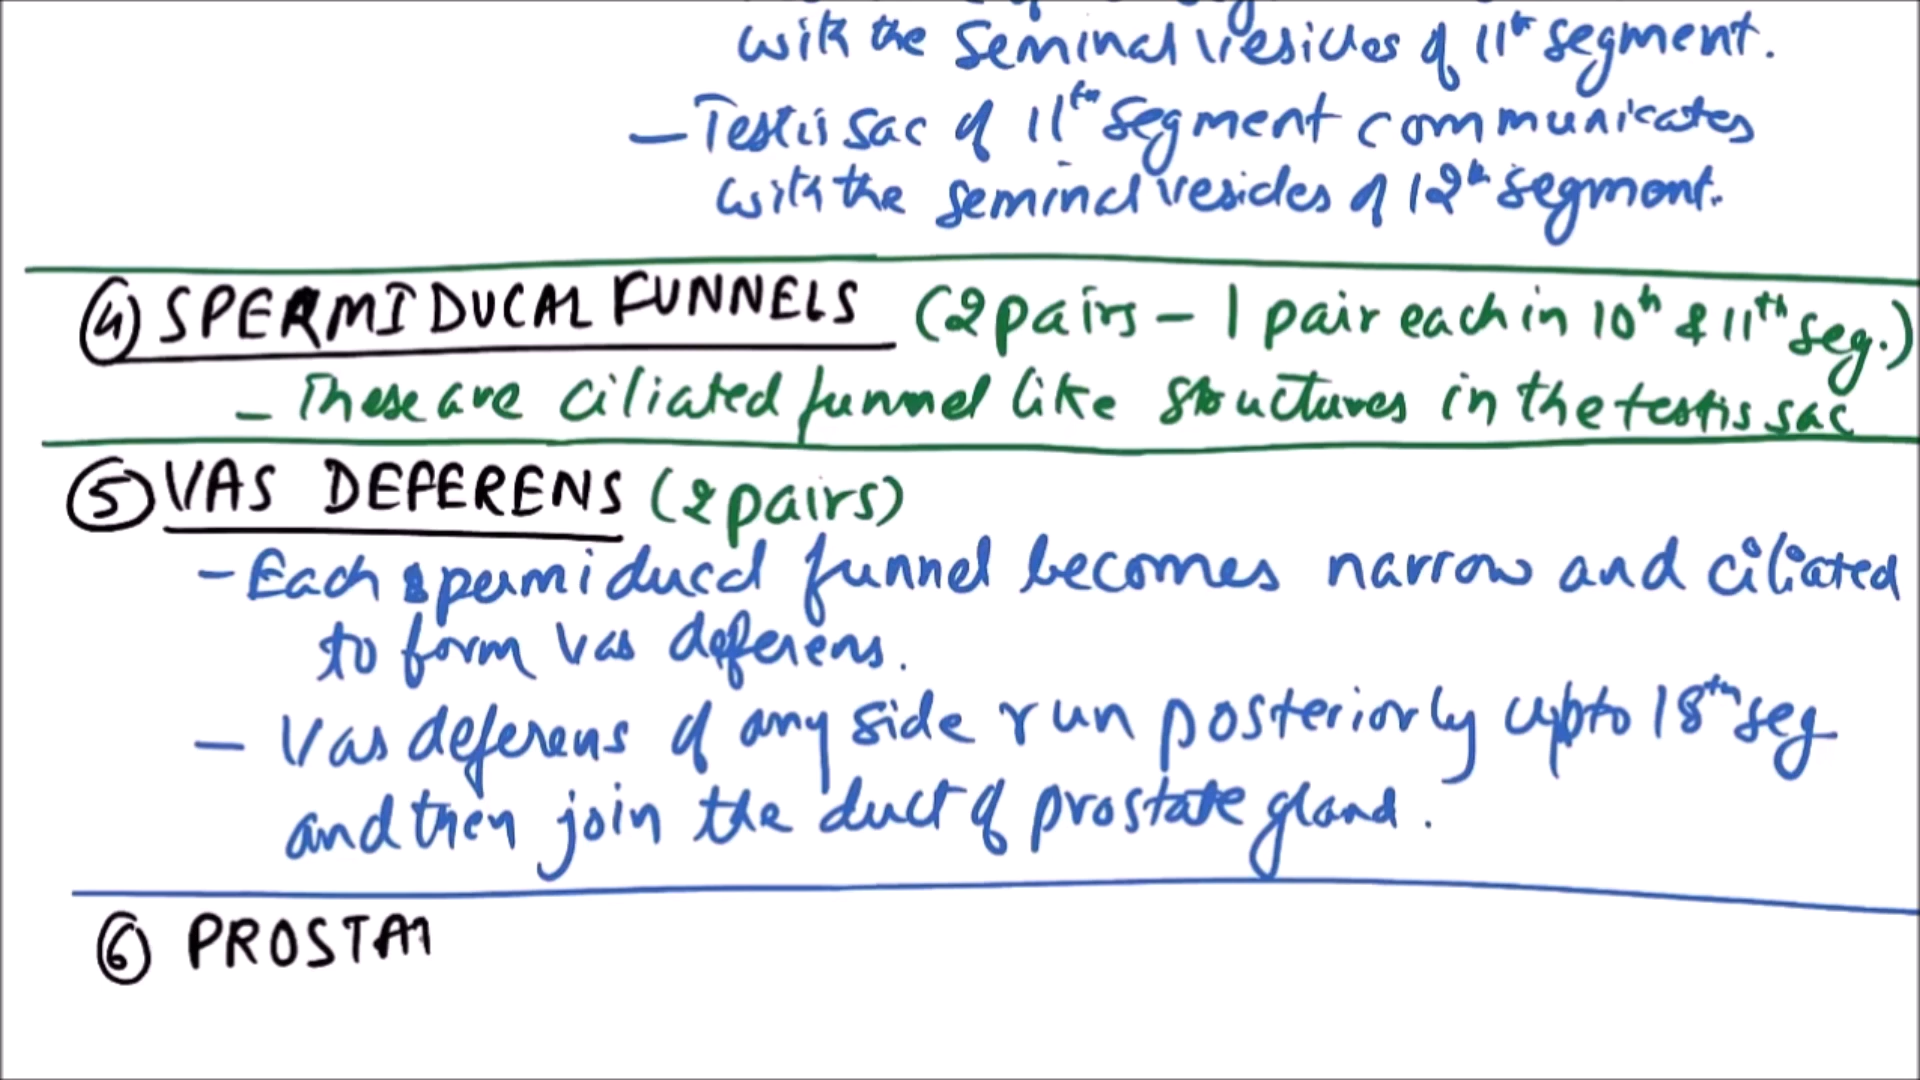 with the seminal vesicles of 11th segment.
- Testis sac of 11th segment communicates
with the seminal vesicles of 12th segment.
④ SPERMIDUCAL FUNNELS (2 pairs - 1 pair each in 10th & 11th seg.)
- These are ciliated funnel like structures in the testis sac
⑤ VAS DEFERENS (2 pairs)
- Each spermiducal funnel becomes narrow and ciliated
to form vas deferens.
- Vas deferens of any side run posteriorly upto 18th seg
and then join the duct of prostate gland.
⑥ PROSTAT